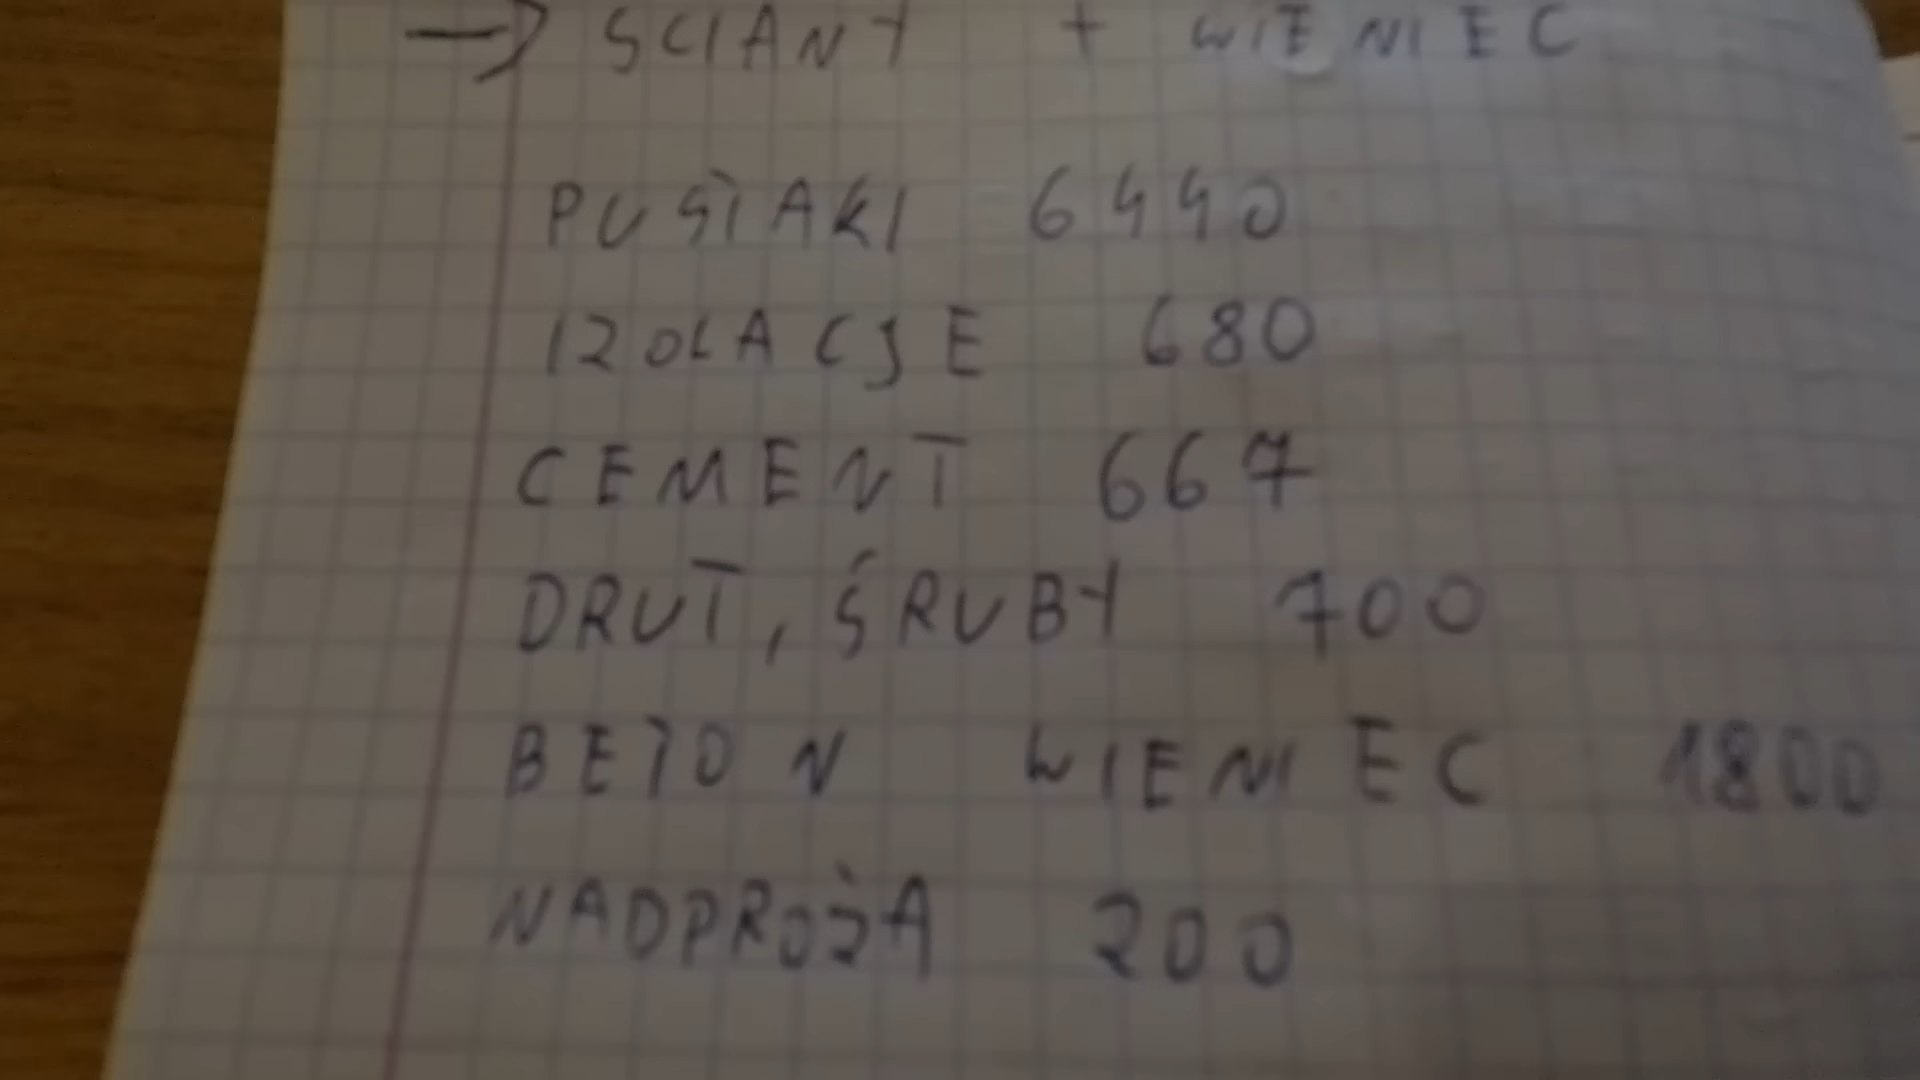 → ŚCIANY + WIENIEC
PUSTAKI 6440
IZOLACJE 680
CEMENT 667
DRUT, ŚRUBY 700
BETON WIENIEC 1800
NADPROŻA 200